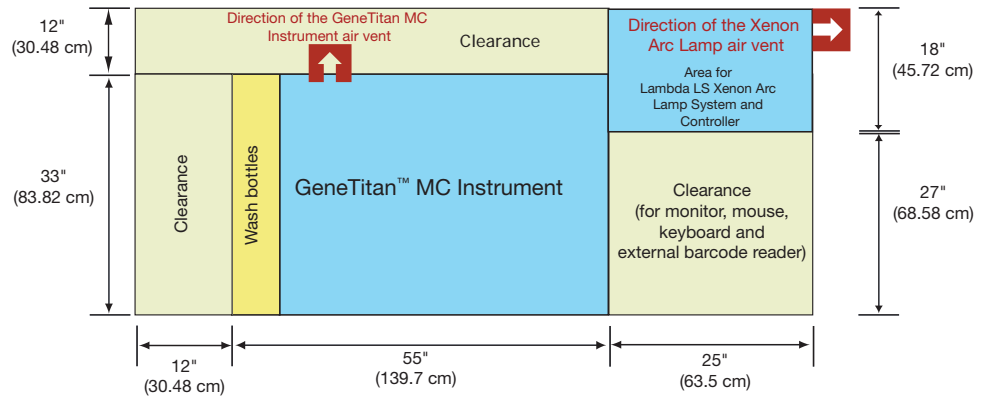 12"
(30.48 cm)
Direction of the GeneTitan MC
Instrument air vent
Clearance
Direction of the Xenon
Arc Lamp air vent
Area for
Lambda LS Xenon Arc
Lamp System and
Controller
18"
(45.72 cm)
33"
(83.82 cm)
Clearance
Wash bottles
GeneTitan™ MC Instrument
Clearance
(for monitor, mouse,
keyboard and
external barcode reader)
27"
(68.58 cm)
12"
(30.48 cm)
55"
(139.7 cm)
25"
(63.5 cm)